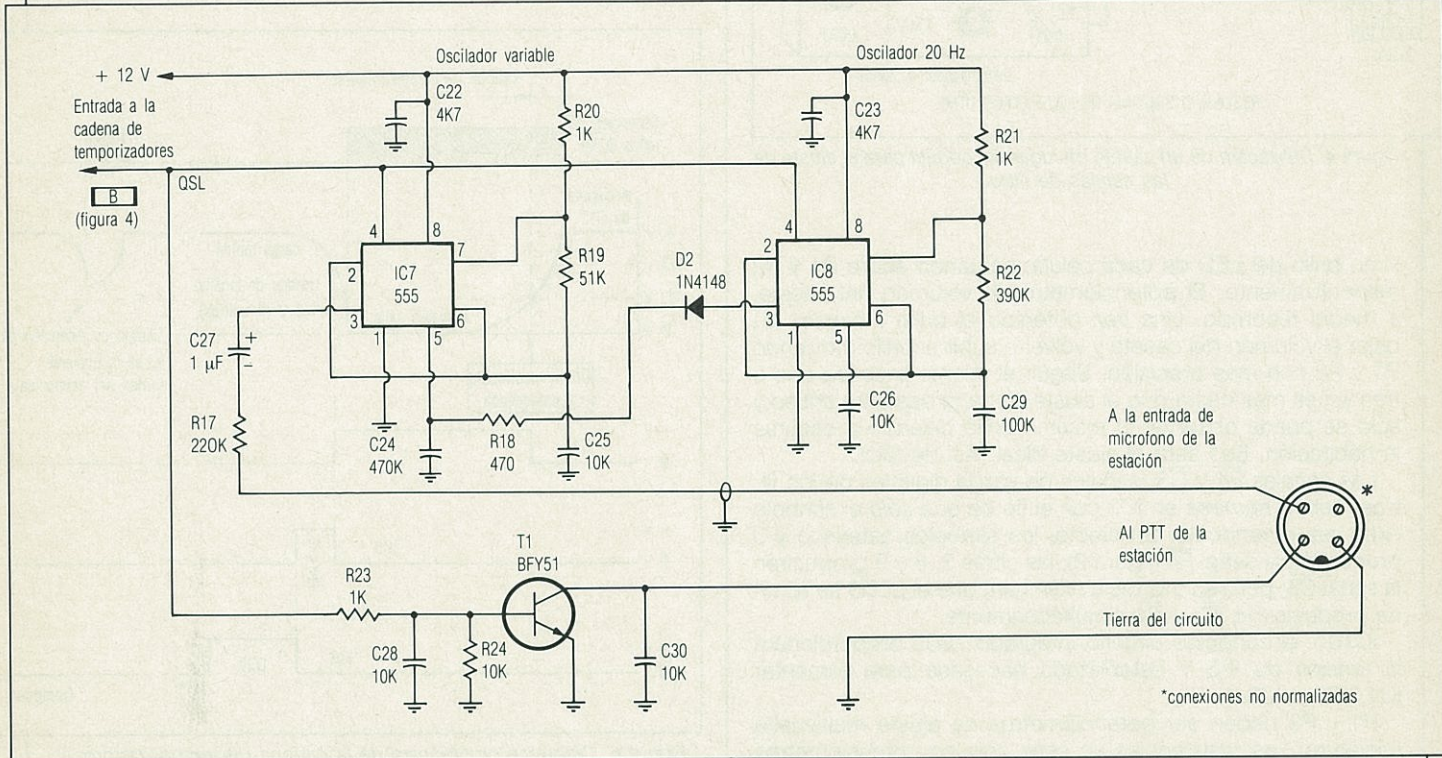 Oscilador variable
Oscilador 20 Hz
+ 12 V
Entrada a la
cadena de
temporizadores
B
(figura 4)
QSL
C22
4K7
R20
1K
C23
4K7
R21
1K
4
8
7
2
IC7
555
3
6
1
5
R19
51K
D2
1N4148
4
8
2
IC8
555
3
6
5
R22
390K
C27
1 µF
+
–
R17
220K
C24
470K
R18
470
C25
10K
C26
10K
C29
100K
A la entrada de
microfono de la
estación
*
Al PTT de la
estación
T1
BFY51
R23
1K
C28
10K
R24
10K
C30
10K
Tierra del circuito
*conexiones no normalizadas